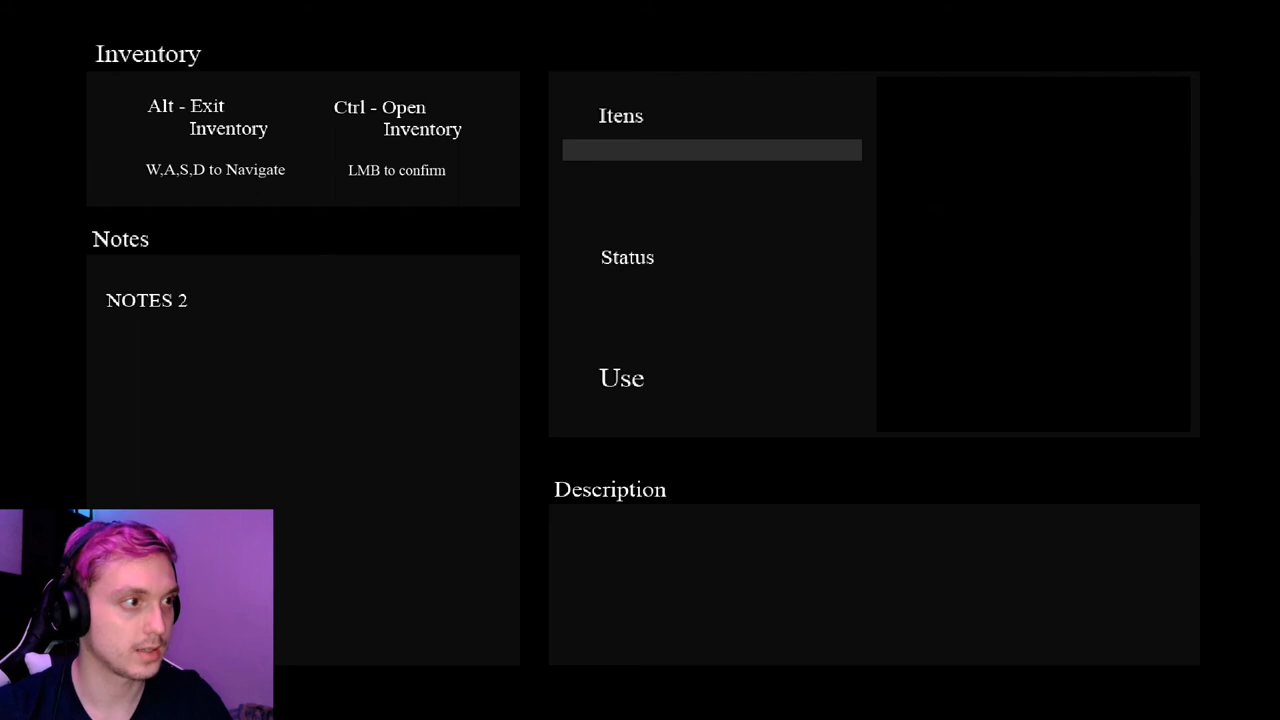 Inventory
Alt - Exit
Inventory
Ctrl - Open
Inventory
W,A,S,D to Navigate
LMB to confirm
Notes
NOTES 2
Itens
Status
Use
Description